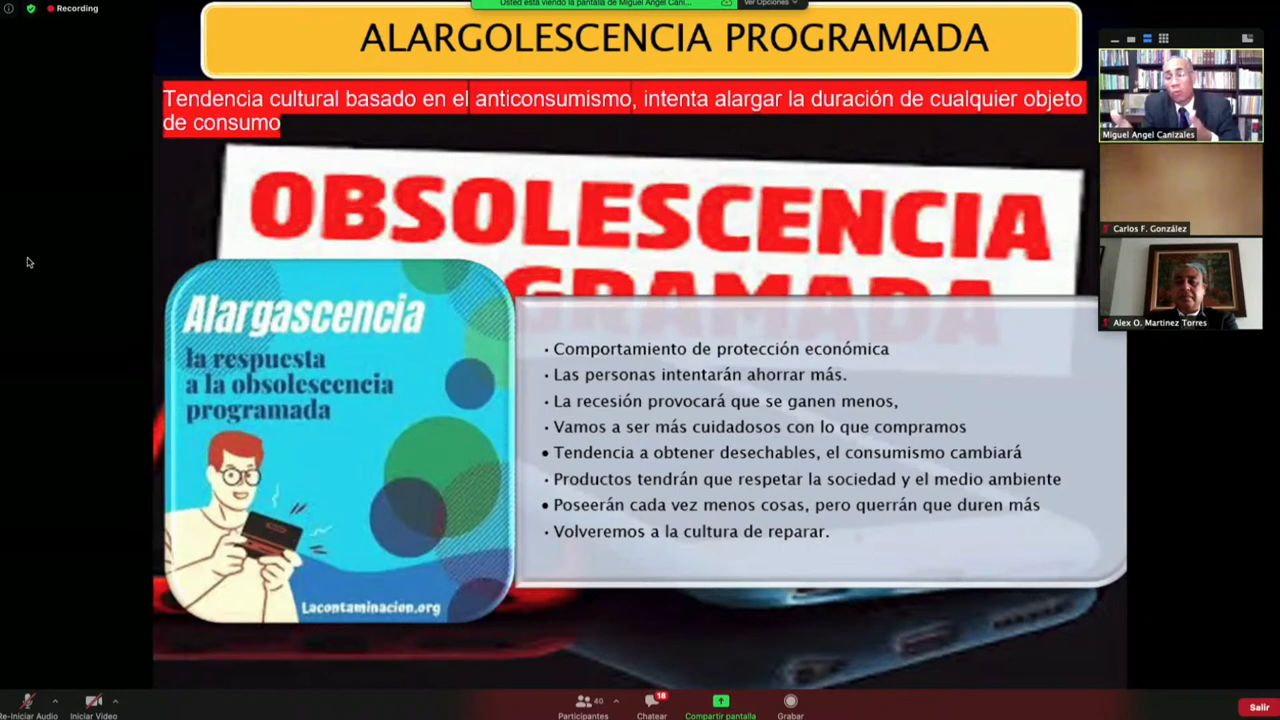 Recording
Usted está viendo la pantalla de Miguel Angel Cani...
Ver Opciones
ALARGOLESCENCIA PROGRAMADA
Tendencia cultural basado en el anticonsumismo, intenta alargar la duración de cualquier objeto
de consumo
OBSOLESCENCIA
GRAMADA
Alargascencia
la respuesta
a la obsolescencia
programada
Lacontaminacion.org
· Comportamiento de protección económica
· Las personas intentarán ahorrar más.
· La recesión provocará que se ganen menos,
· Vamos a ser más cuidadosos con lo que compramos
• Tendencia a obtener desechables, el consumismo cambiará
· Productos tendrán que respetar la sociedad y el medio ambiente
• Poseerán cada vez menos cosas, pero querrán que duren más
· Volveremos a la cultura de reparar.
Miguel Angel Canizales
Carlos F. González
Alex O. Martinez Torres
Re-Iniciar Audio
Iniciar Video
40
Participantes
18
Chatear
Compartir pantalla
Grabar
Salir